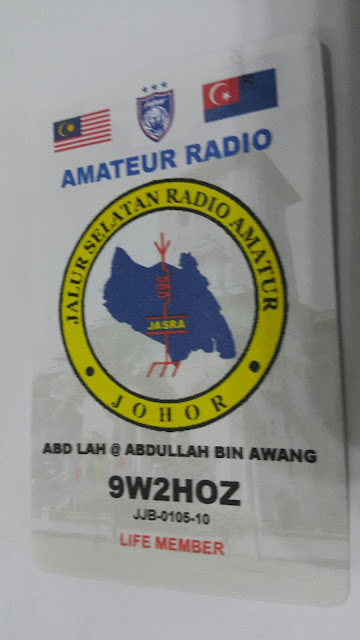 AMATEUR RADIO
JALUR SELATAN RADIO AMATUR
JASRA
JOHOR
ABD LAH @ ABDULLAH BIN AWANG
9W2HOZ
JJB-0105-10
LIFE MEMBER